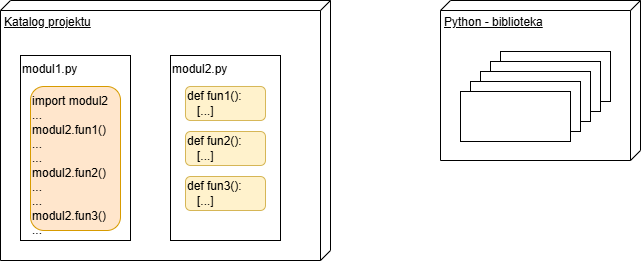 Katalog projektu
modul1.py
import modul2
...
modul2.fun1()
...
...
modul2.fun2()
...
...
modul2.fun3()
...
modul2.py
def fun1():
[...]
def fun2():
[...]
def fun3():
[...]
Python - biblioteka